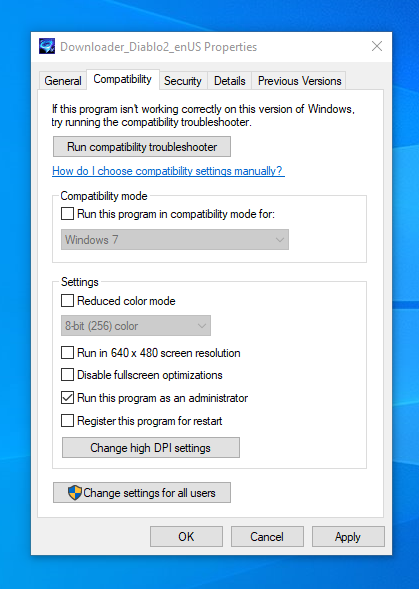 Downloader_Diablo2_enUS Properties
General Compatibility Security Details Previous Versions
If this program isn't working correctly on this version of Windows,
try running the compatibility troubleshooter.
Run compatibility troubleshooter
How do I choose compatibility settings manually?
Compatibility mode
Run this program in compatibility mode for:
Windows 7
Settings
Reduced color mode
8-bit (256) color
Run in 640 x 480 screen resolution
Disable fullscreen optimizations
Run this program as an administrator
Register this program for restart
Change high DPI settings
Change settings for all users
OK Cancel Apply